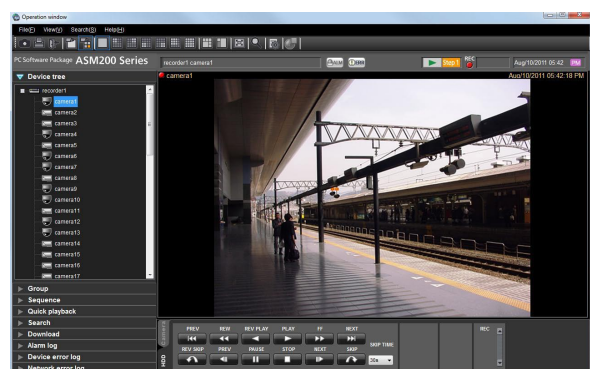 Operation window
File(F) View(V) Search(S) Help(H)
PC Software Package ASM200 Series
recorder1 camera1
ALM
ERR
Step 1
REC
Aug/10/2011 05:42 PM
Device tree
recorder1
camera1
camera2
camera3
camera4
camera5
camera6
camera7
camera8
camera9
camera10
camera11
camera12
camera13
camera14
camera15
camera16
camera17
camera1
Aug/10/2011 05:42:18 PM
Group
Sequence
Quick playback
Search
Download
Alarm log
Device error log
Network error log
Camera
HDD
PREV REW REV PLAY PLAY FF NEXT
REV SKIP PREV PAUSE STOP NEXT SKIP
SKIP TIME
30s
REC